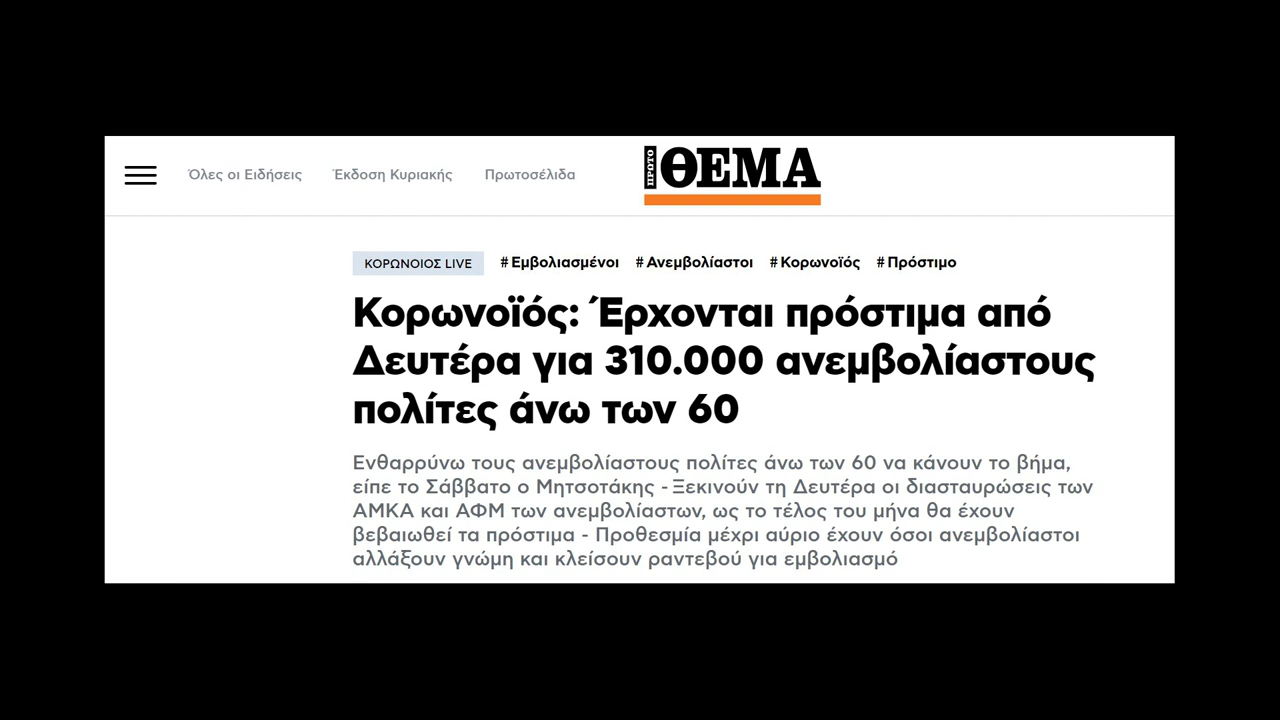 Όλες οι Ειδήσεις Έκδοση Κυριακής Πρωτοσέλιδα
ΠΡΩΤΟ ΘΕΜΑ
ΚΟΡΩΝΟΙΟΣ LIVE #Εμβολιασμένοι #Ανεμβολίαστοι #Κορωνοϊός #Πρόστιμο
Κορωνοϊός: Έρχονται πρόστιμα από
Δευτέρα για 310.000 ανεμβολίαστους
πολίτες άνω των 60
Ενθαρρύνω τους ανεμβολίαστους πολίτες άνω των 60 να κάνουν το βήμα,
είπε το Σάββατο ο Μητσοτάκης - Ξεκινούν τη Δευτέρα οι διασταυρώσεις των
ΑΜΚΑ και ΑΦΜ των ανεμβολίαστων, ως το τέλος του μήνα θα έχουν
βεβαιωθεί τα πρόστιμα - Προθεσμία μέχρι αύριο έχουν όσοι ανεμβολίαστοι
αλλάξουν γνώμη και κλείσουν ραντεβού για εμβολιασμό